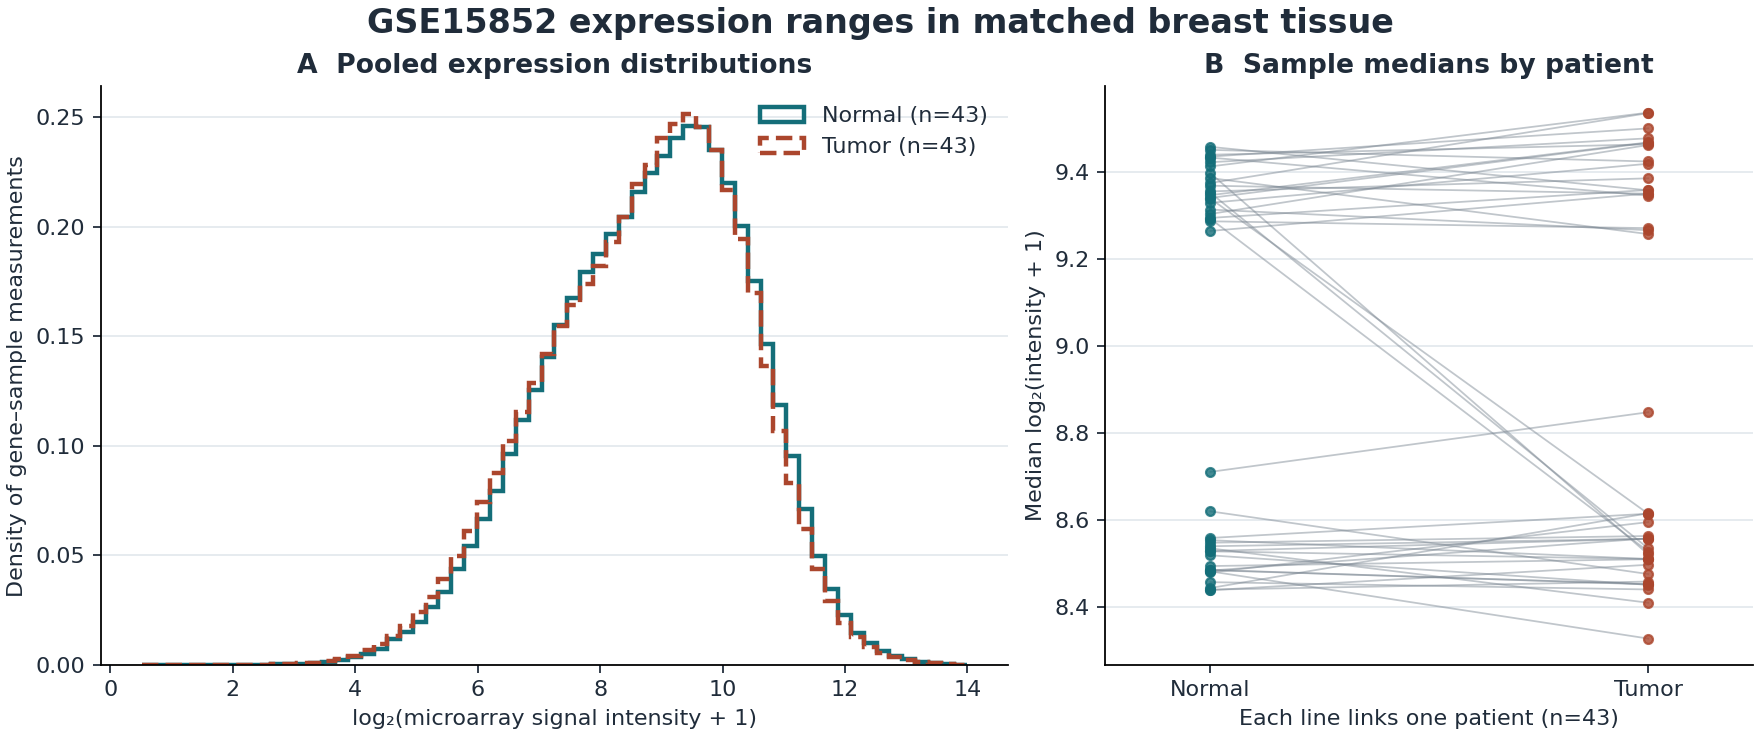 GSE15852 expression ranges in matched breast tissue
A  Pooled expression distributions
Density of gene–sample measurements
0.25
0.20
0.15
0.10
0.05
0.00
Normal (n=43)
Tumor (n=43)
0
2
4
6
8
10
12
14
log₂(microarray signal intensity + 1)
B  Sample medians by patient
Median log₂(intensity + 1)
9.4
9.2
9.0
8.8
8.6
8.4
Normal
Tumor
Each line links one patient (n=43)